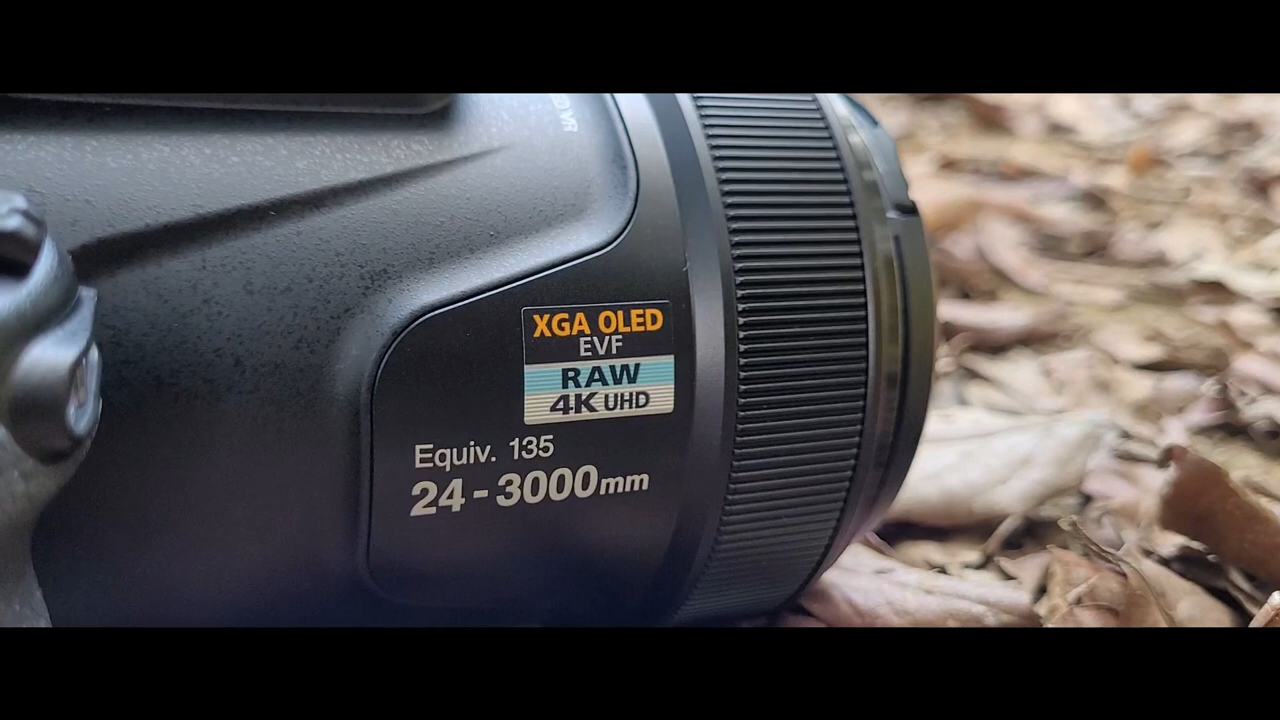 XGA OLED
EVF
RAW
4K UHD
Equiv. 135
24-3000mm